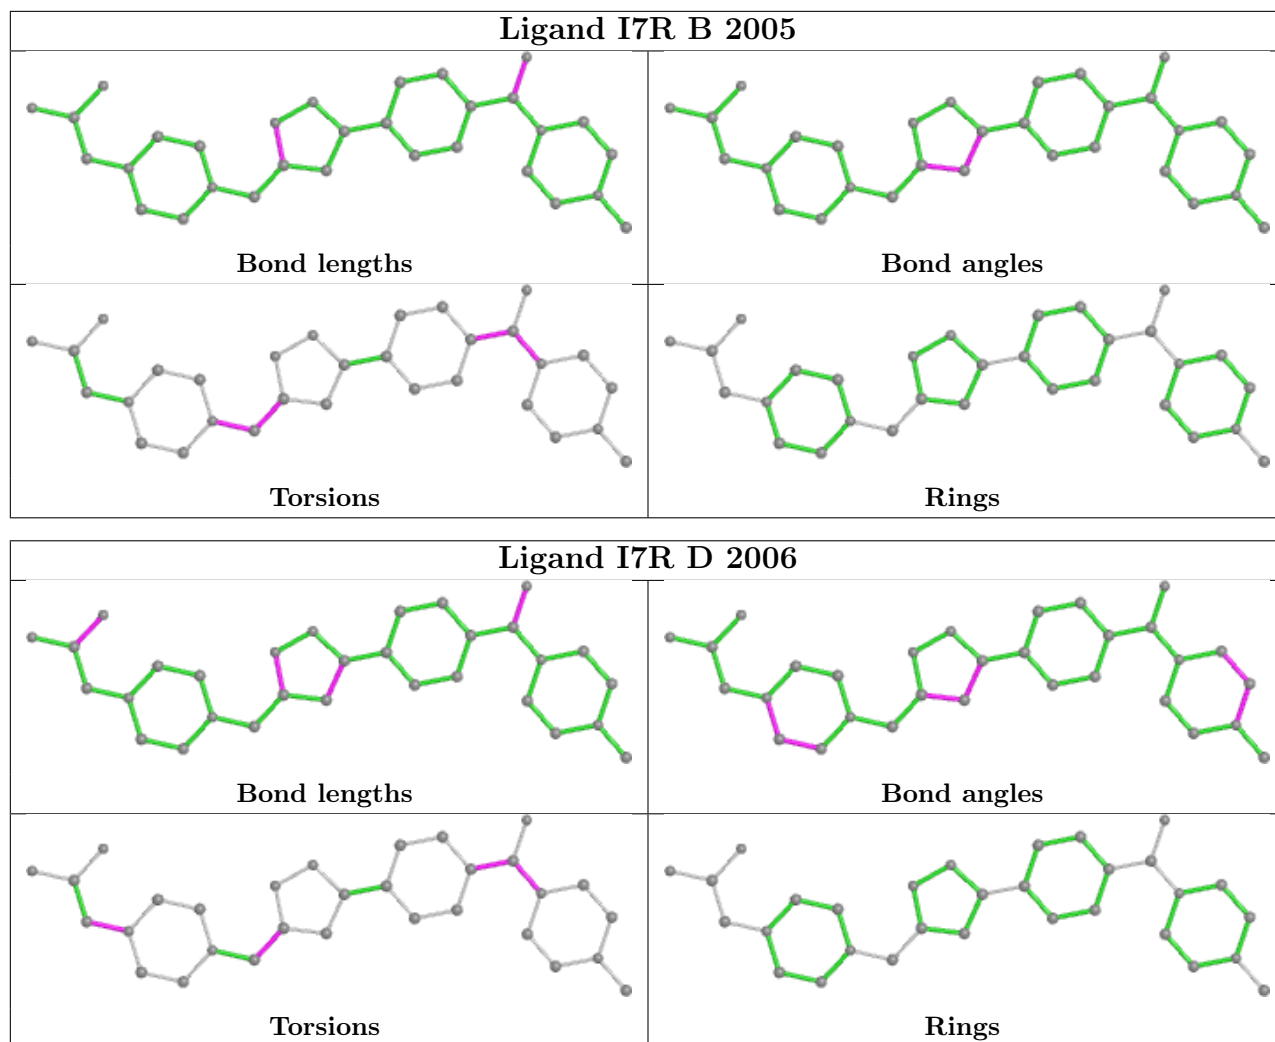 Ligand I7R B 2005
Bond lengths
Bond angles
Torsions
Rings
Ligand I7R D 2006
Bond lengths
Bond angles
Torsions
Rings